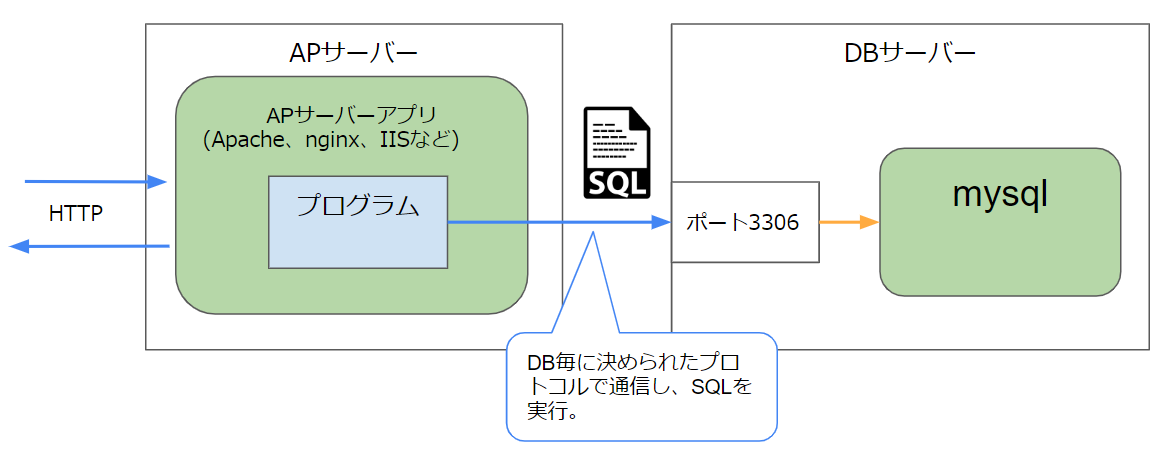 APサーバー
DBサーバー
APサーバーアプリ
(Apache、nginx、IISなど)
SQL
HTTP
プログラム
ポート3306
mysql
DB毎に決められたプロ
トコルで通信し、SQLを
実行。